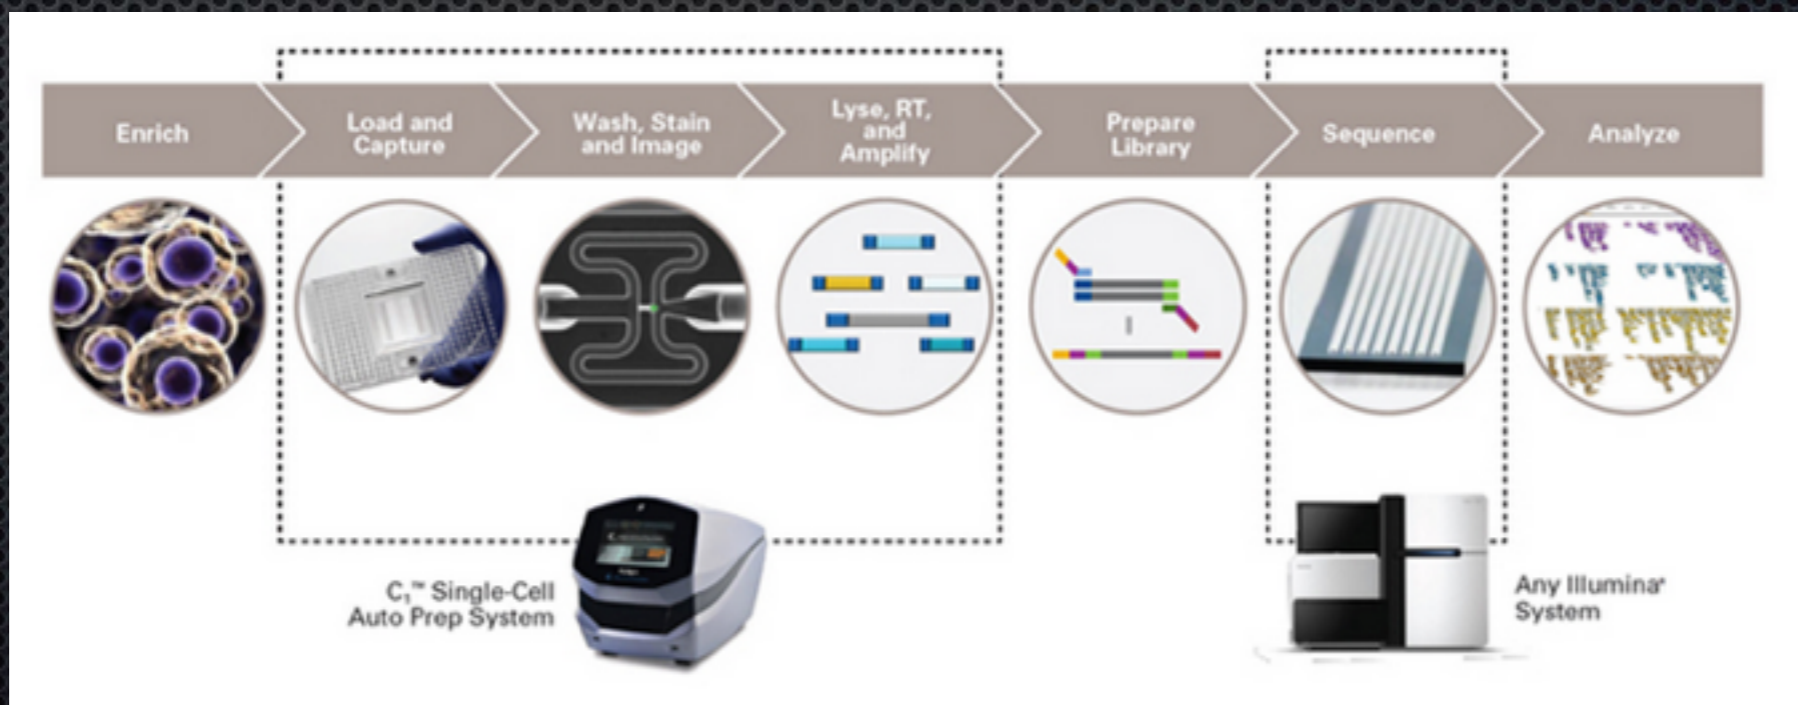 Enrich
Load and
Capture
Wash, Stain
and Image
Lyse, RT,
and
Amplify
Prepare
Library
Sequence
Analyze
C₁™ Single-Cell
Auto Prep System
Any Illumina®
System